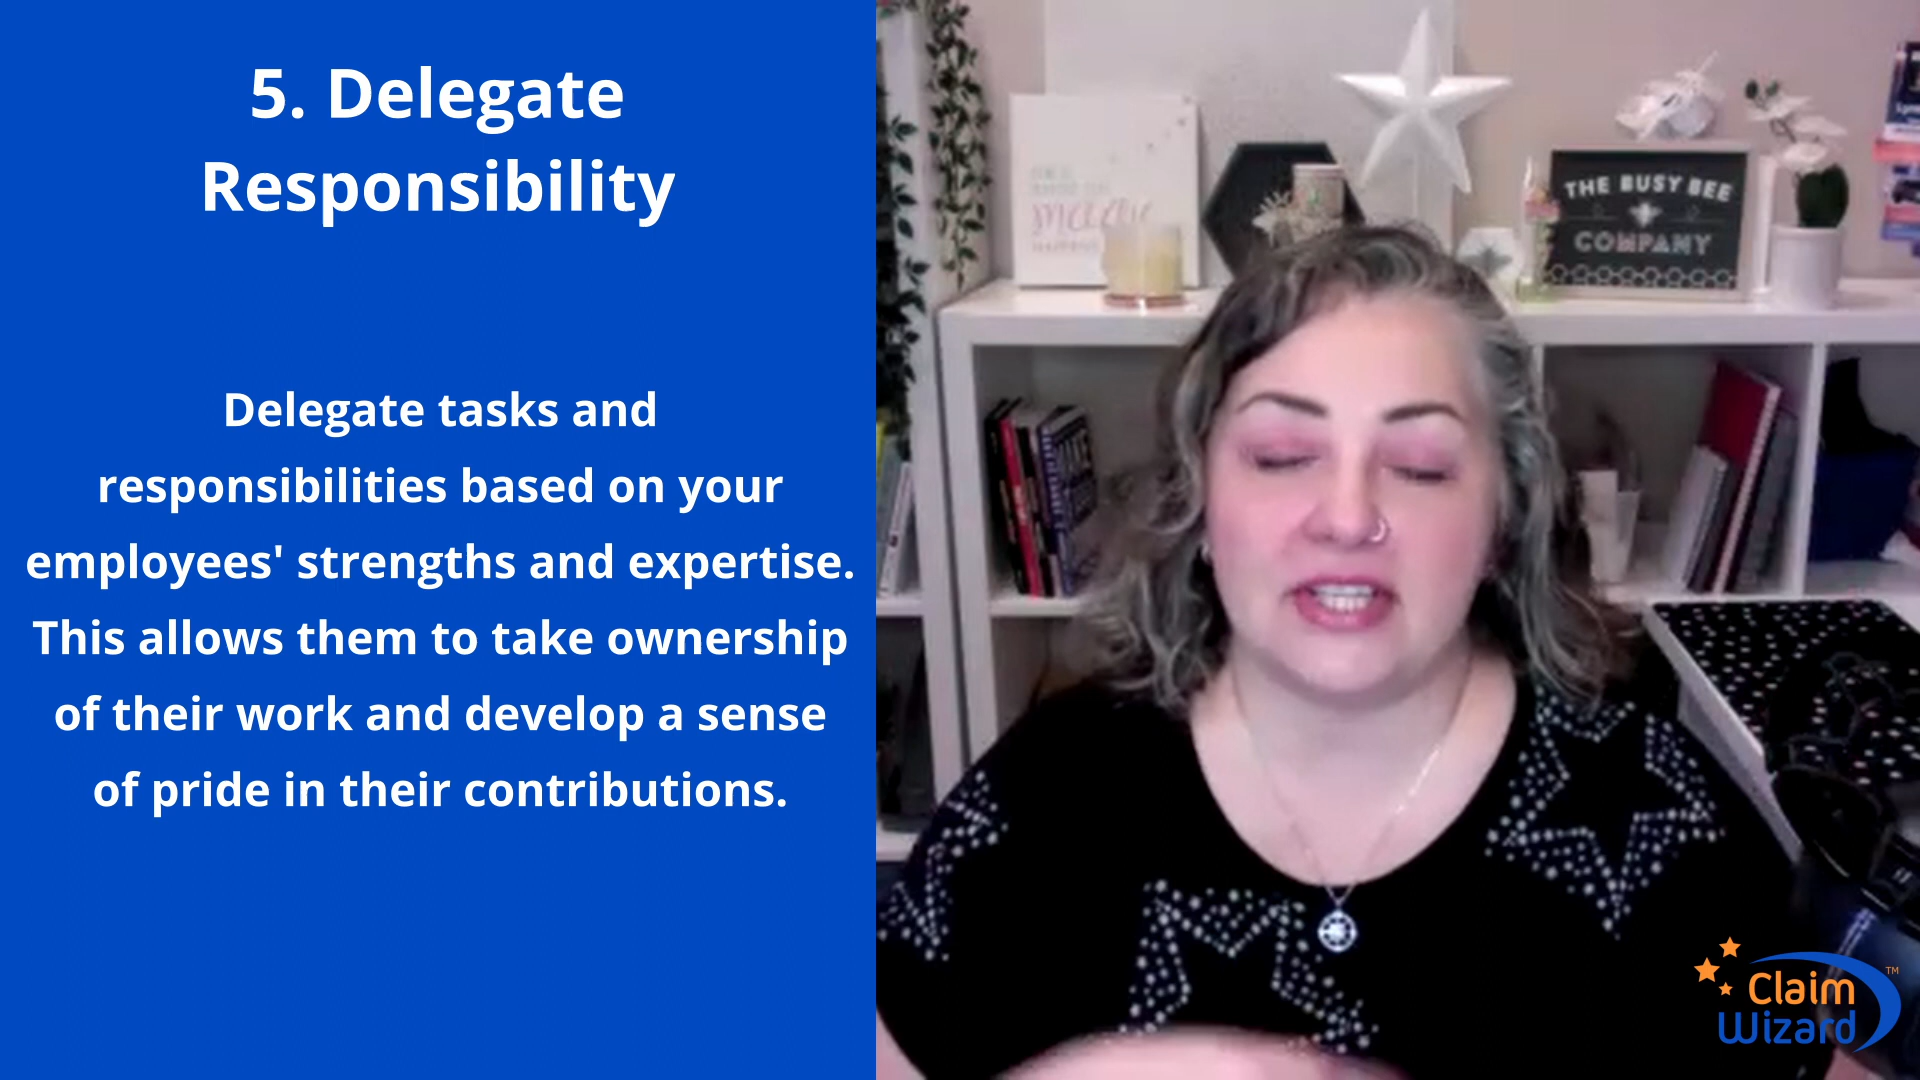 5. Delegate
Responsibility
Delegate tasks and
responsibilities based on your
employees' strengths and expertise.
This allows them to take ownership
of their work and develop a sense
of pride in their contributions.
THE BUSY BEE
COMPANY
Claim
Wizard
TM